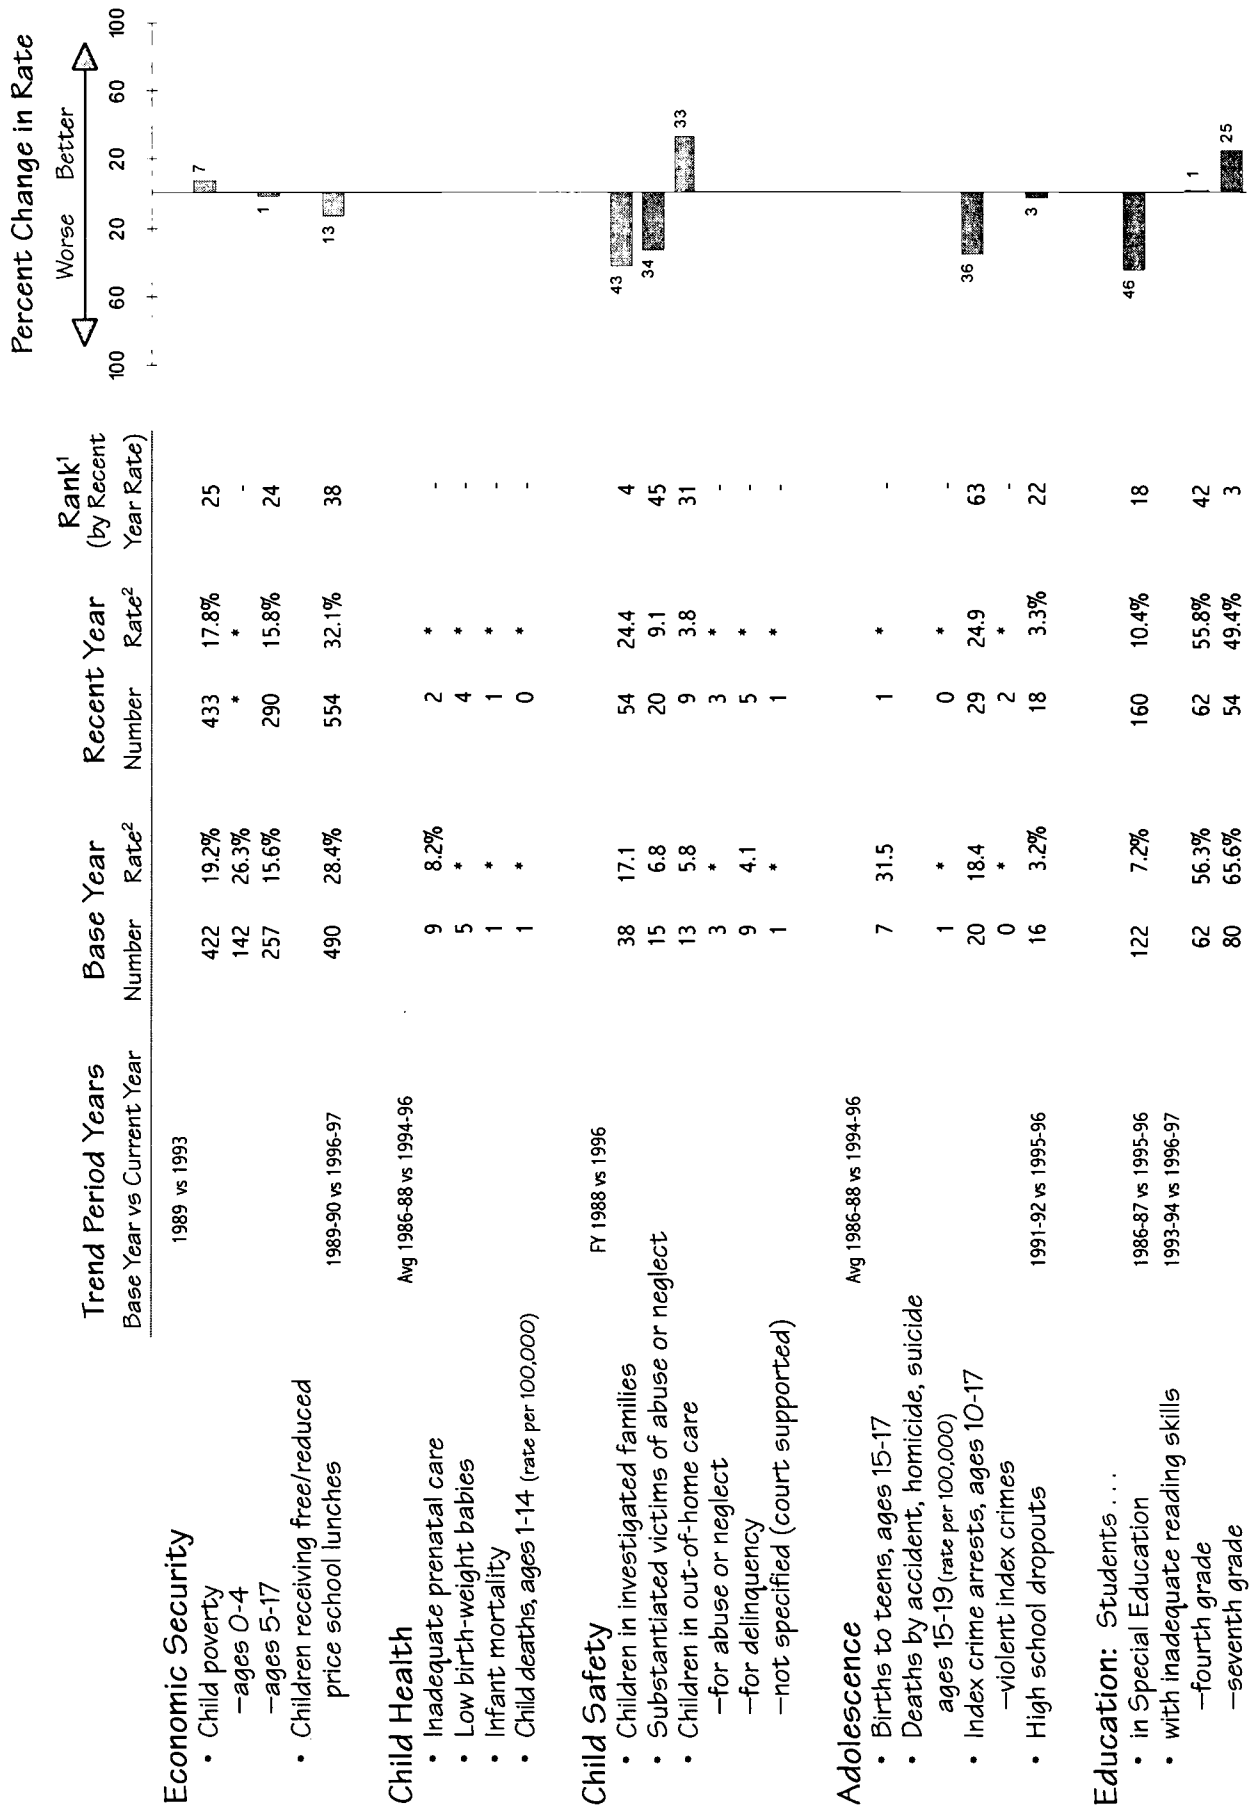 Percent Change in Rate
Worse Better
Trend Period Years Base Year Recent Year Rank¹
(by Recent
Base Year vs Current Year Number Rate² Number Rate² Year Rate) 100 60 20 20 60 100
Economic Security 1989 vs 1993
• Child poverty 422 19.2% 433 17.8% 25 7
—ages 0-4 142 26.3% * * -
—ages 5-17 257 15.6% 290 15.8% 24 1
• Children receiving free/reduced
price school lunches 1989-90 vs 1996-97 490 28.4% 554 32.1% 38 13
Child Health Avg 1986-88 vs 1994-96
• Inadequate prenatal care 9 8.2% 2 * -
• Low birth-weight babies 5 * 4 * -
• Infant mortality 1 * 1 * -
• Child deaths, ages 1-14 (rate per 100,000) 1 * 0 * -
Child Safety FY 1988 vs 1996
• Children in investigated families 38 17.1 54 24.4 4 43
• Substantiated victims of abuse or neglect 15 6.8 20 9.1 45 34
• Children in out-of-home care 13 5.8 9 3.8 31 33
—for abuse or neglect 3 * 3 * -
—for delinquency 9 4.1 5 * -
—not specified (court supported) 1 * 1 * -
Adolescence Avg 1986-88 vs 1994-96
• Births to teens, ages 15-17 7 31.5 1 * -
• Deaths by accident, homicide, suicide
ages 15-19 (rate per 100,000) 1 * 0 * -
• Index crime arrests, ages 10-17 20 18.4 29 24.9 63 36
—violent index crimes 0 * 2 * -
• High school dropouts 1991-92 vs 1995-96 16 3.2% 18 3.3% 22 3
Education: Students . . .
• in Special Education 1986-87 vs 1995-96 122 7.2% 160 10.4% 18 46
• with inadequate reading skills 1993-94 vs 1996-97
—fourth grade 62 56.3% 62 55.8% 42 1
—seventh grade 80 65.6% 54 49.4% 3 25